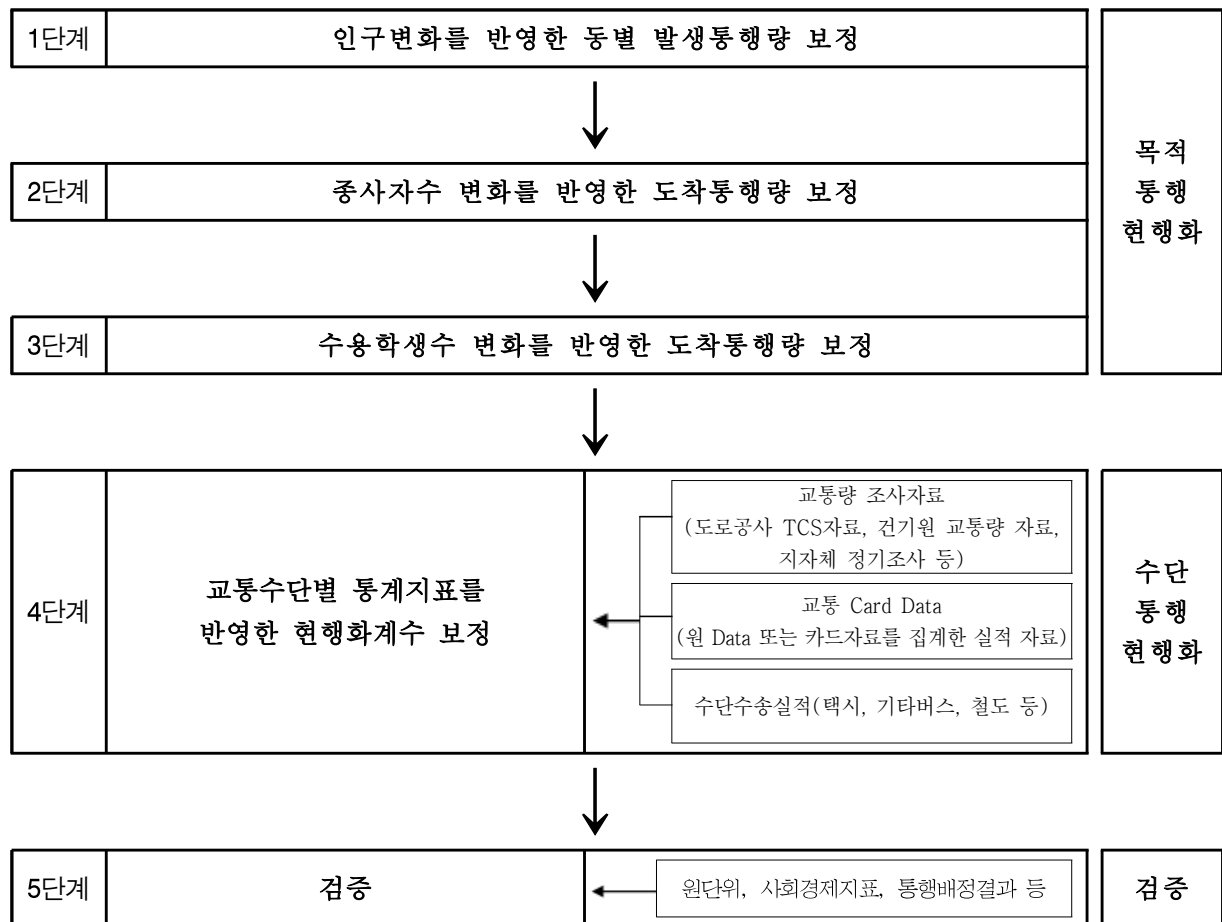 1단계
인구변화를 반영한 동별 발생통행량 보정
2단계
종사자수 변화를 반영한 도착통행량 보정
3단계
수용학생수 변화를 반영한 도착통행량 보정
목적
통행
현행화
4단계
교통수단별 통계지표를
반영한 현행화계수 보정
교통량 조사자료
(도로공사 TCS자료, 건기원 교통량 자료,
지자체 정기조사 등)
교통 Card Data
(원 Data 또는 카드자료를 집계한 실적 자료)
수단수송실적(택시, 기타버스, 철도 등)
수단
통행
현행화
5단계
검증
원단위, 사회경제지표, 통행배정결과 등
검증